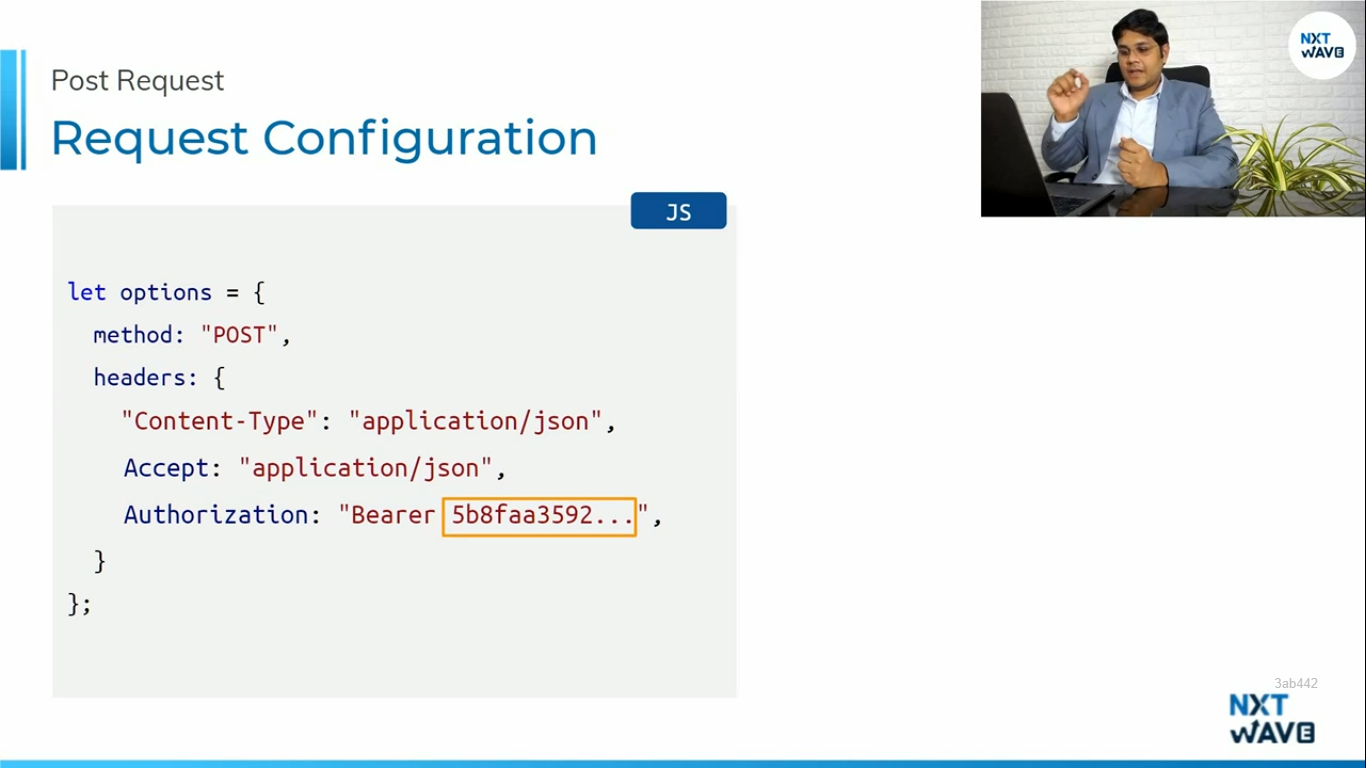 Post Request
Request Configuration
NXT
WAVE
JS
let options = {
method: "POST",
headers: {
"Content-Type": "application/json",
Accept: "application/json",
Authorization: "Bearer 5b8faa3592...",
}
};
3ab442
NXT
WAVE